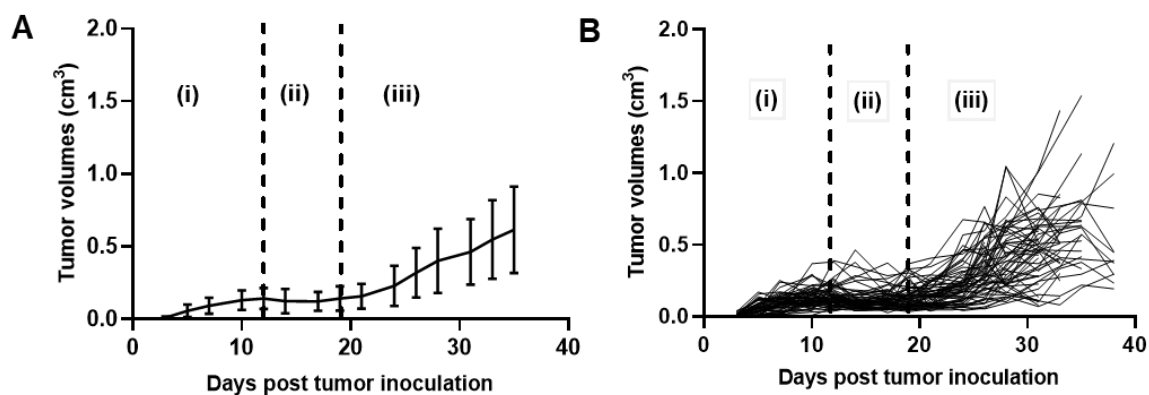 A
Tumor volumes (cm³)
2.0
1.5
1.0
0.5
0.0
(i)
(ii)
(iii)
0
10
20
30
40
Days post tumor inoculation
B
Tumor volumes (cm³)
2.0
1.5
1.0
0.5
0.0
(i)
(ii)
(iii)
0
10
20
30
40
Days post tumor inoculation